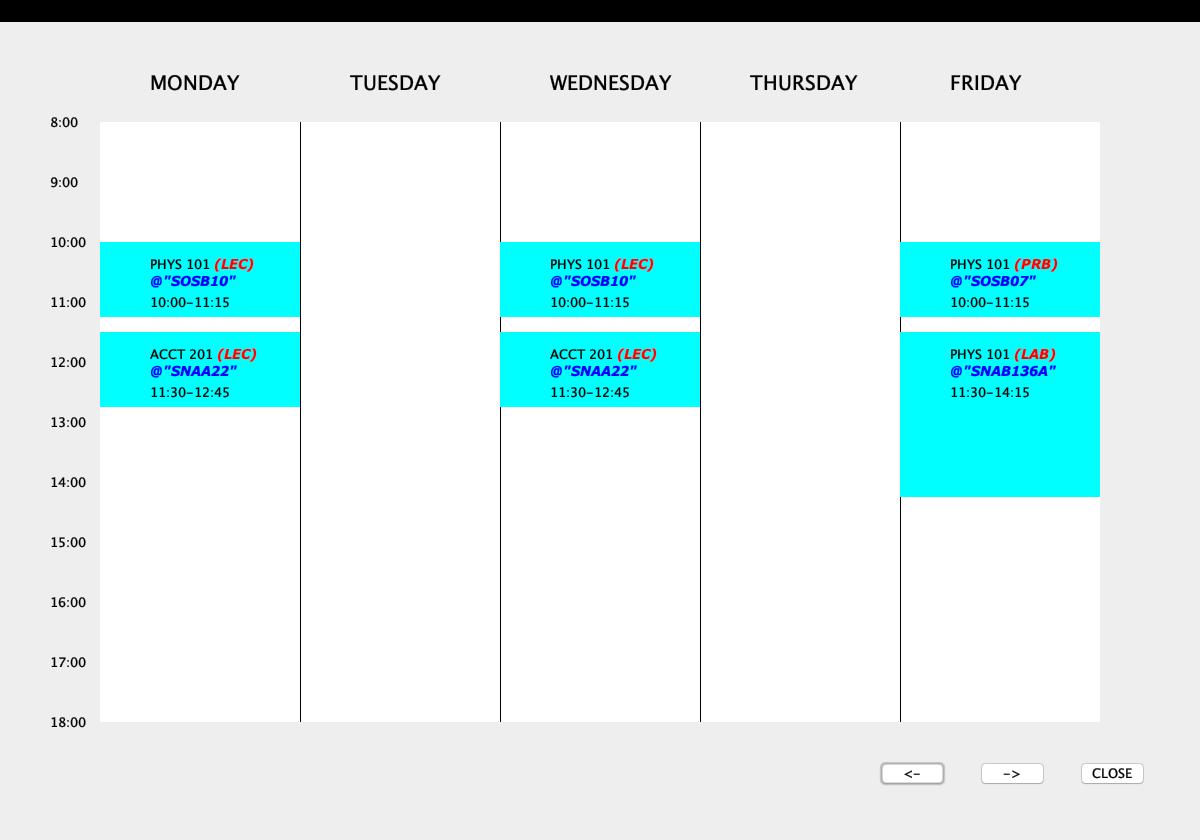 MONDAY TUESDAY WEDNESDAY THURSDAY FRIDAY
8:00
9:00
10:00
PHYS 101 (LEC) PHYS 101 (LEC) PHYS 101 (PRB)
@"SOSB10" @"SOSB10" @"SOSB07"
11:00 10:00-11:15 10:00-11:15 10:00-11:15
ACCT 201 (LEC) ACCT 201 (LEC) PHYS 101 (LAB)
12:00
@"SNAA22" @"SNAA22" @"SNAB136A"
11:30-12:45 11:30-12:45 11:30-14:15
13:00
14:00
15:00
16:00
17:00
18:00
<- -> CLOSE